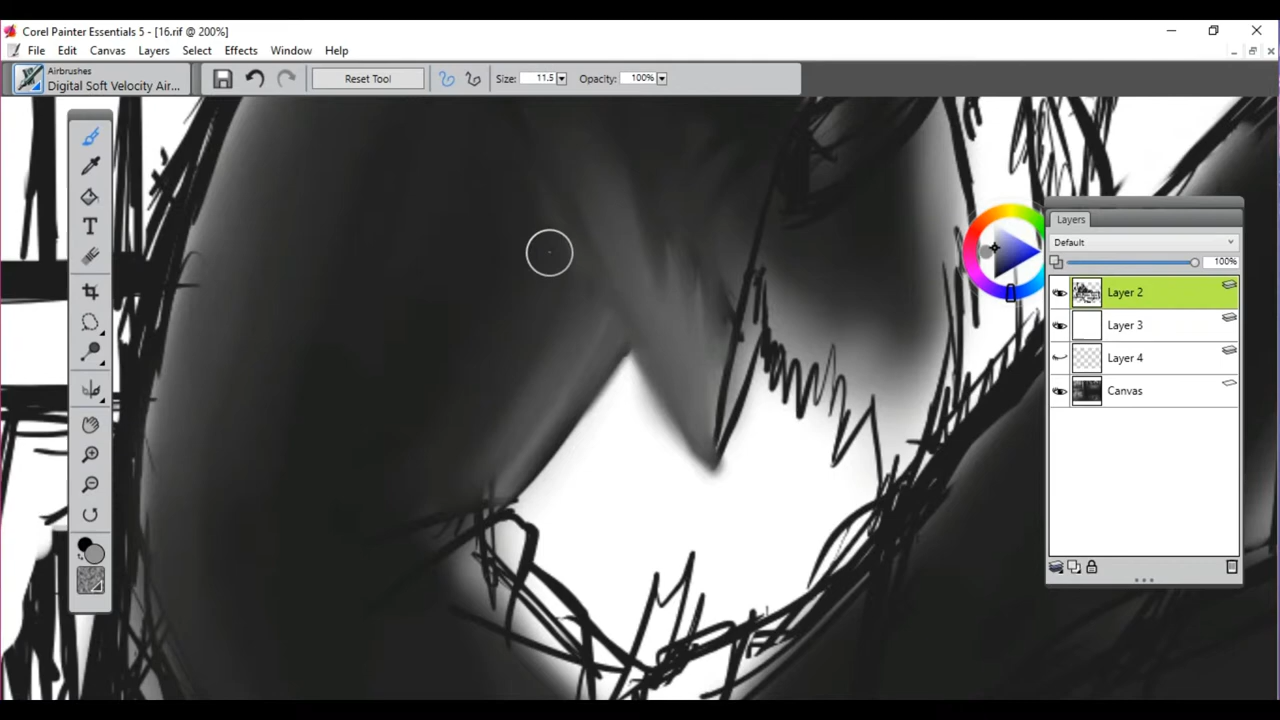 Corel Painter Essentials 5 - [16.rif @ 200%]
File Edit Canvas Layers Select Effects Window Help
Airbrushes
Digital Soft Velocity Air...
Reset Tool
Size: 11.5
Opacity: 100%
Layers
Default
100%
Layer 2
Layer 3
Layer 4
Canvas
T